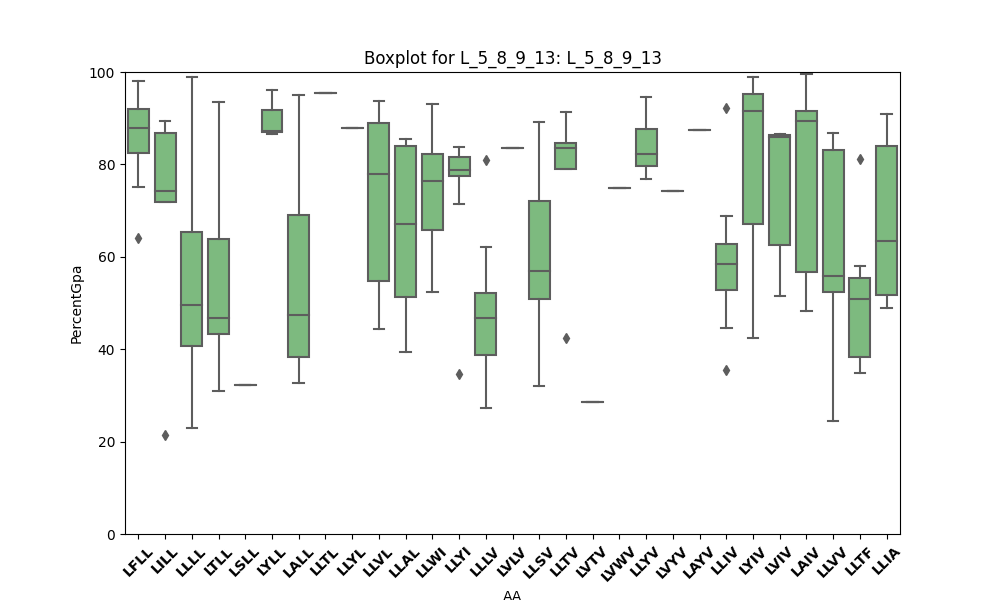 Boxplot for L_5_8_9_13: L_5_8_9_13
100
80
60
40
20
0
PercentGpa
LFLL LILL LLLL LTLL LSLL LYLL LALL LLTL LLYL LLVL LLAL LLWI LLYI LLLV LVLV LLSV LLTV LVTV LVWV LLYV LVYV LAYV LLIV LYIV LVIV LAIV LLVV LLTF LLIA
AA